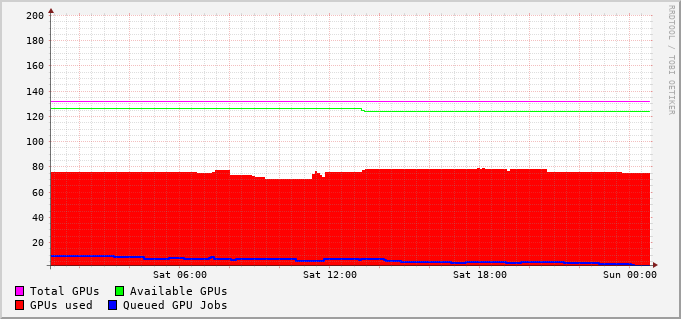 200
180
160
140
120
100
80
60
40
20
Sat 06:00 Sat 12:00 Sat 18:00 Sun 00:00
Total GPUs Available GPUs
GPUs used Queued GPU Jobs
RRDTOOL / TOBI OETIKER